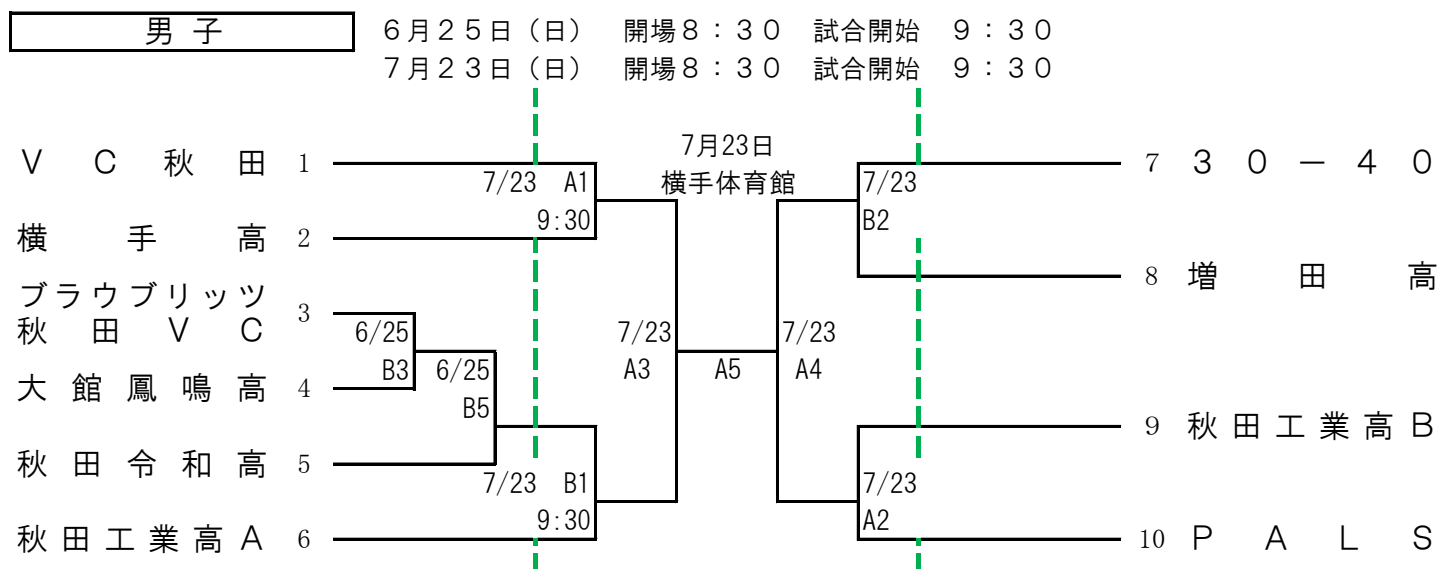 男子
6月25日（日） 開場8：30 試合開始 9：30
7月23日（日） 開場8：30 試合開始 9：30
7月23日
横手体育館
VC秋田 1
7/23 A1
9:30
横手高 2
ブラウブリッツ
秋田VC 3
6/25
B3
大館鳳鳴高 4
6/25
B5
秋田令和高 5
7/23 B1
9:30
秋田工業高A 6
7/23
A3
A5
7/23
A4
7 30－40
7/23
B2
8 増田高
9 秋田工業高B
7/23
A2
10 PALS